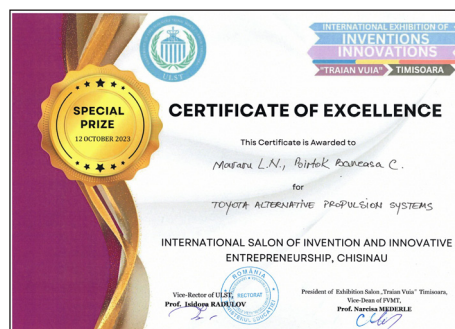 ULST
INTERNATIONAL EXHIBITION OF
INVENTIONS
INNOVATIONS
"TRAIAN VUIA" TIMISOARA
SPECIAL
PRIZE
12 OCTOBER 2023
CERTIFICATE OF EXCELLENCE
This Certificate is Awarded to
Mararu L.N., Birtok Baneasa C.
for
TOYOTA ALTERNATIVE PROPULSION SYSTEMS
INTERNATIONAL SALON OF INVENTION AND INNOVATIVE
ENTREPRENEURSHIP, CHISINAU
ROMÂNIA
RECTORAT
Vice-Rector of ULST,
Prof. Isidora RADULOV
President of Exhibition Salon „Traian Vuia" Timisoara,
Vice-Dean of FVMT,
Prof. Narcisa MEDERLE